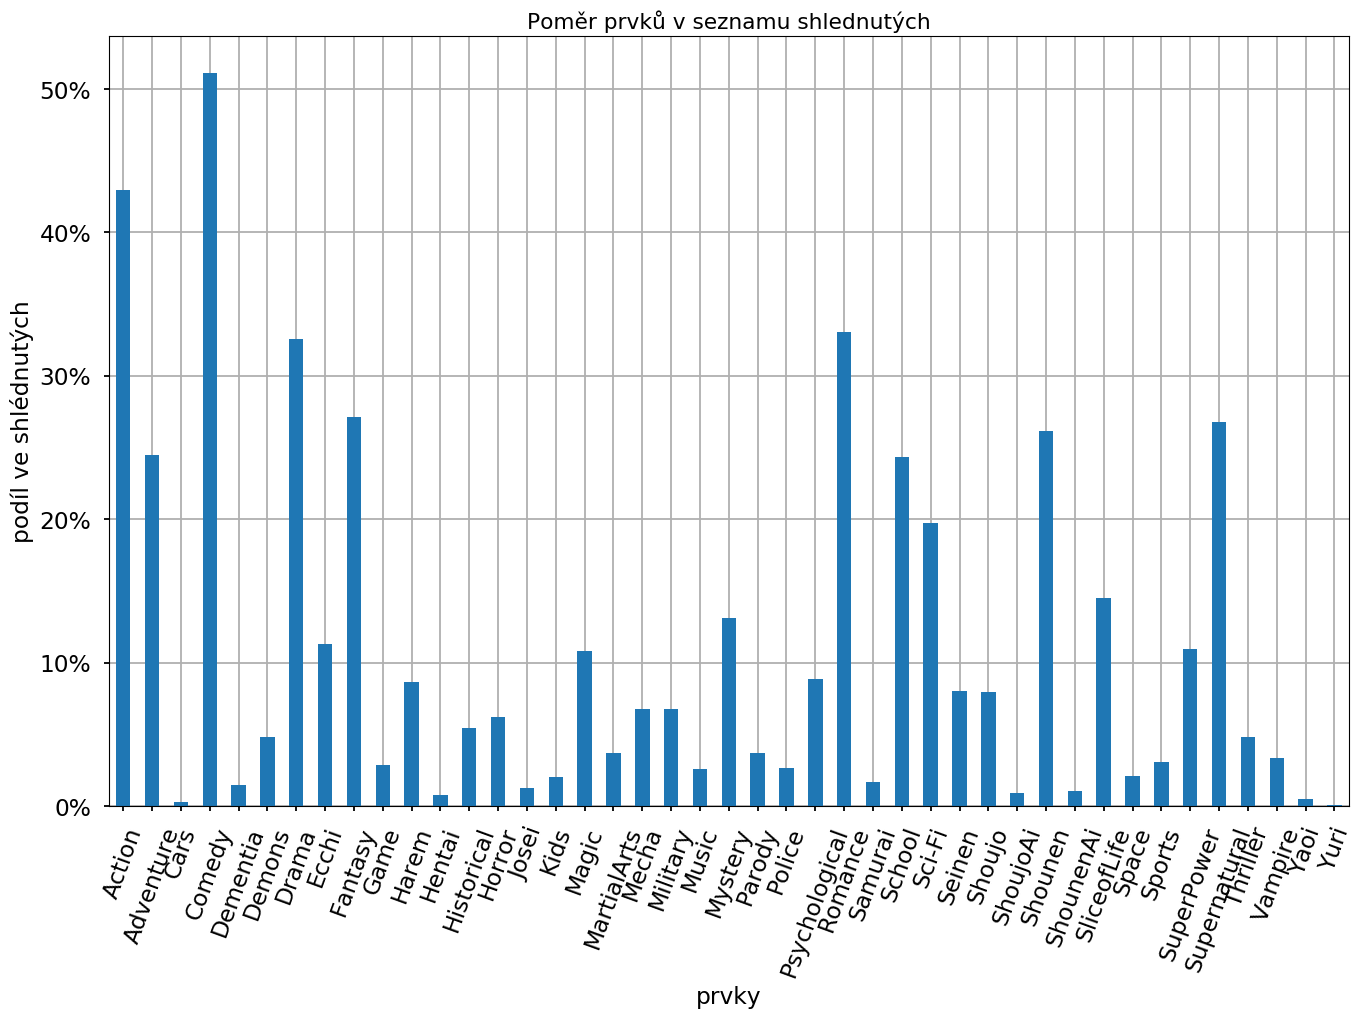 Poměr prvků v seznamu shlednutých
50%
40%
30%
20%
10%
0%
podíl ve shlédnutých
Action
Adventure
Cars
Comedy
Dementia
Demons
Drama
Ecchi
Fantasy
Game
Harem
Hentai
Historical
Horror
Josei
Kids
Magic
MartialArts
Mecha
Military
Music
Mystery
Parody
Police
Psychological
Romance
Samurai
School
Sci-Fi
Seinen
Shoujo
ShoujoAi
Shounen
ShounenAi
SliceofLife
Space
Sports
SuperPower
Supernatural
Thriller
Vampire
Yaoi
Yuri
prvky